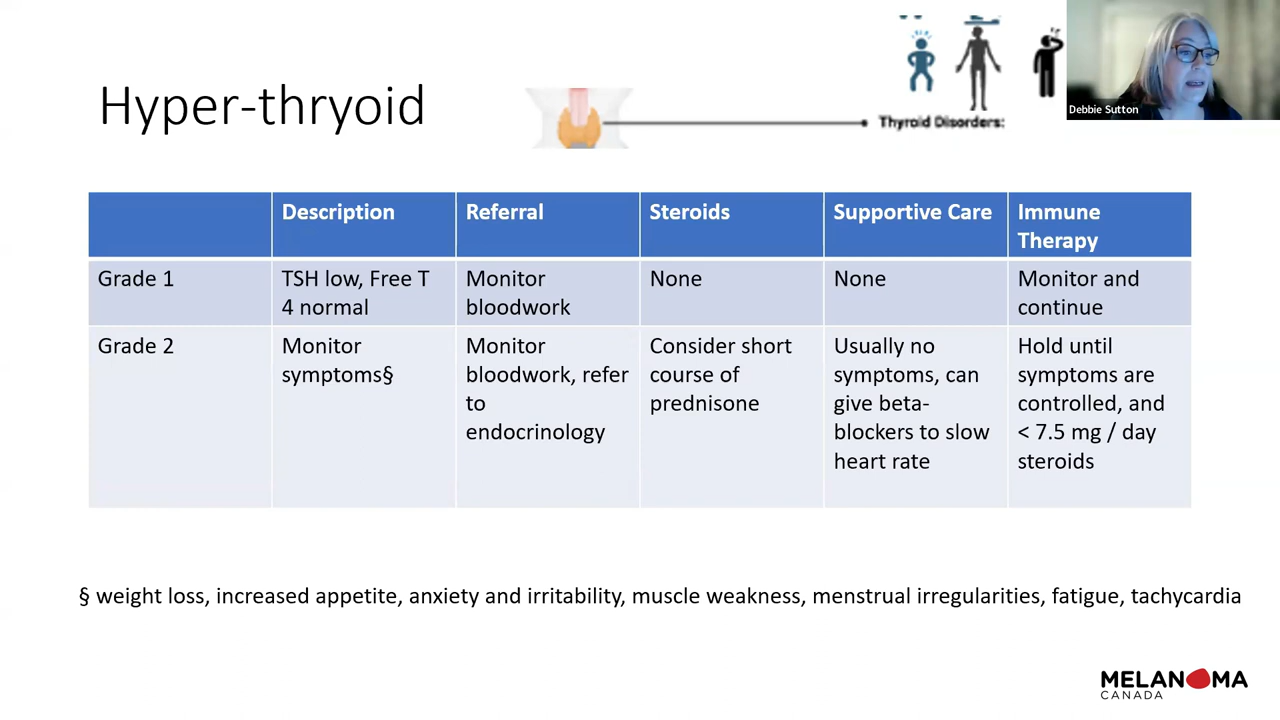 Hyper-thryoid
Thyroid Disorders:
Debbie Sutton
Description
Referral
Steroids
Supportive Care
Immune
Therapy
Grade 1
TSH low, Free T
4 normal
Monitor
bloodwork
None
None
Monitor and
continue
Grade 2
Monitor
symptoms§
Monitor
bloodwork, refer
to
endocrinology
Consider short
course of
prednisone
Usually no
symptoms, can
give beta-
blockers to slow
heart rate
Hold until
symptoms are
controlled, and
< 7.5 mg / day
steroids
§ weight loss, increased appetite, anxiety and irritability, muscle weakness, menstrual irregularities, fatigue, tachycardia
MELANOMA
CANADA